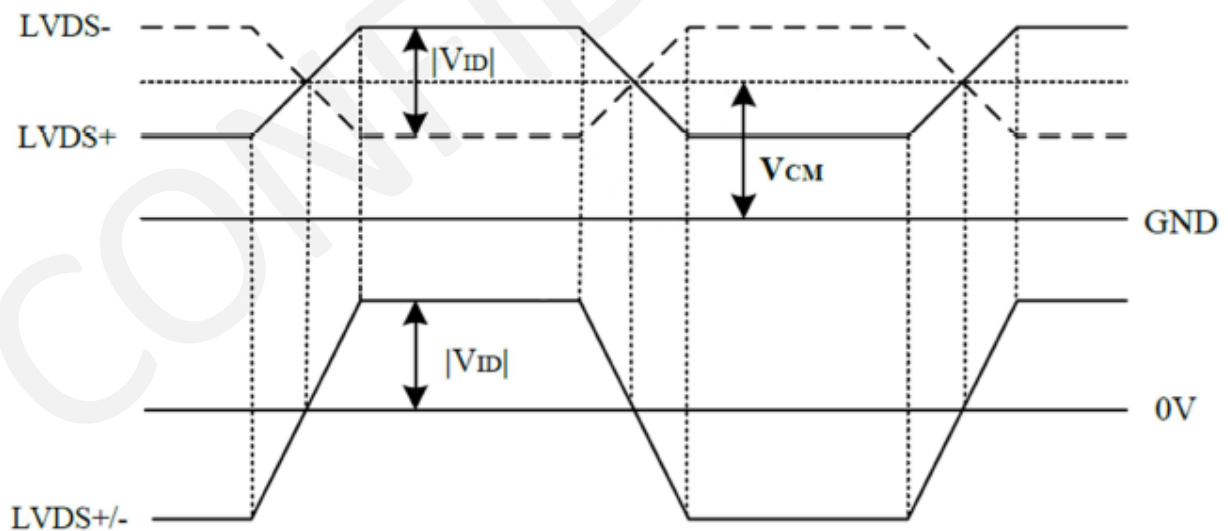 LVDS-
|VID|
LVDS+
VCM
GND
|VID|
0V
LVDS+/-